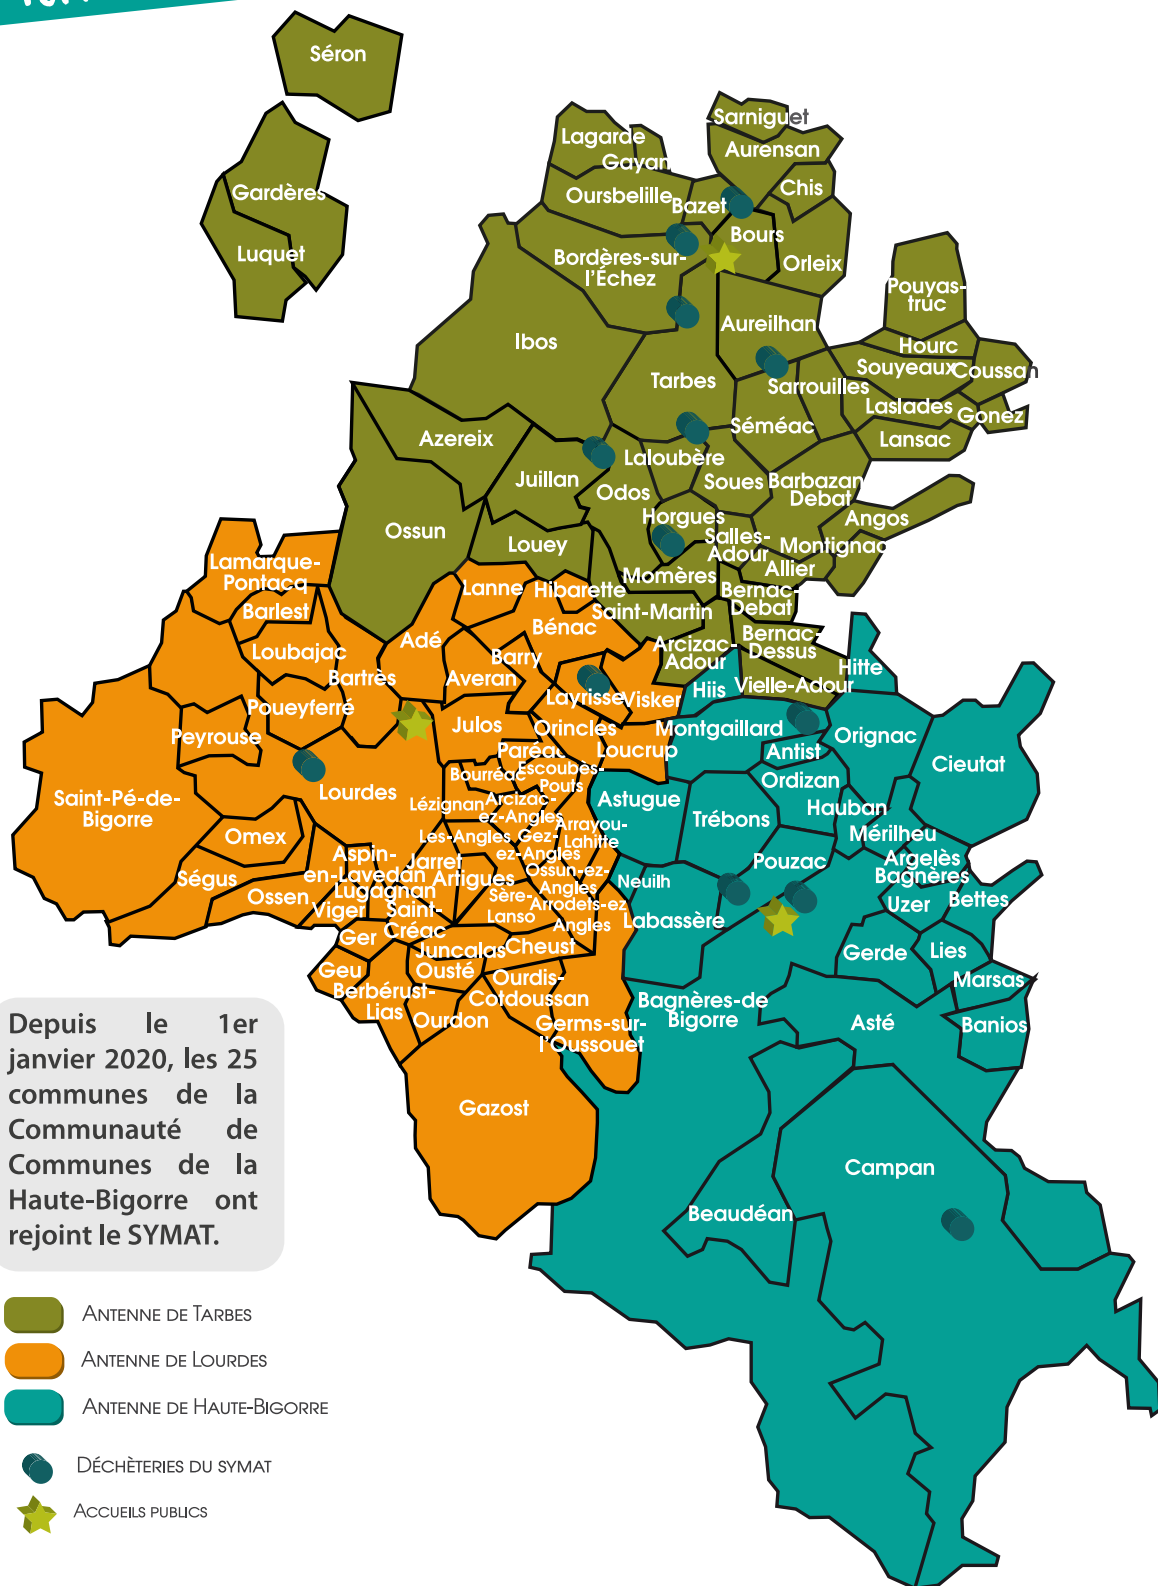 Séron
Sarniguet
Lagarde
Aurensan
Gayan
Chis
Gardères
Oursbelille
Bazet
Bours
Luquet
Bordères-sur-
l'Échez
Orleix
Pouyas-
truc
Aureilhan
Ibos
Hourc
Souyeaux
Coussan
Tarbes
Sarrouilles
Laslades
Gonez
Séméac
Lansac
Azereix
Laloubère
Juillan
Soues
Barbazan
Debat
Odos
Horgues
Angos
Ossun
Salles-
Adour
Louey
Montignac
Allier
Lamarque-
Pontacq
Momères
Lanne
Hibarette
Bernac-
Debat
Barlest
Saint-Martin
Bénac
Adé
Bernac-
Dessus
Arcizac-
Adour
Loubajac
Barry
Hitte
Bartrès
Averan
Vielle-Adour
Hiis
Layrisse
Visker
Poueyferré
Julos
Orincles
Montgaillard
Orignac
Peyrouse
Paréac
Loucrup
Antist
Cieutat
Bourréac
Escoubès-
Pouts
Ordizan
Saint-Pé-de-
Bigorre
Lourdes
Lézignan
Arcizac-
ez-Angles
Astugue
Hauban
Trébons
Omex
Les-Angles
Gez-
ez-Angles
Arrayou-
Lahitte
Mérilheu
Aspin-
en-Lavedan
Jarret
Pouzac
Argelès
Bagnères
Ségus
Artigues
Ossun-ez-
Angles
Neuilh
Ossen
Lugagnan
Sère-
Lanso
Arrodets-ez
Angles
Uzer
Bettes
Viger
Saint-
Créac
Labassère
Ger
Juncalas
Cheust
Gerde
Lies
Geu
Ousté
Ourdis-
Cotdoussan
Marsas
Berbérust-
Lias
Bagnères-de
Bigorre
Ourdon
Germs-sur-
l'Oussouet
Asté
Banios
Depuis le 1er
janvier 2020, les 25
communes de la
Communauté de
Communes de la
Haute-Bigorre ont
rejoint le SYMAT.
Gazost
Campan
Beaudéan
Antenne de Tarbes
Antenne de Lourdes
Antenne de Haute-Bigorre
Déchèteries du symat
Accueils publics